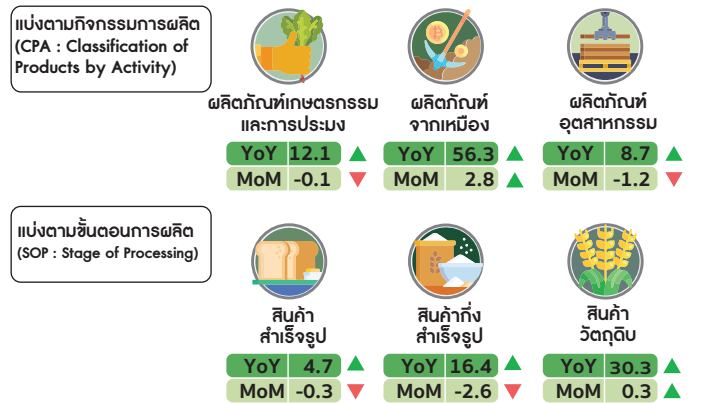 แบ่งตามกิจกรรมการผลิต
(CPA : Classification of
Products by Activity)
ผลิตภัณฑ์เกษตรกรรม
และการประมง
YoY 12.1
MoM -0.1
ผลิตภัณฑ์
จากเหมือง
YoY 56.3
MoM 2.8
ผลิตภัณฑ์
อุตสาหกรรม
YoY 8.7
MoM -1.2
แบ่งตามขั้นตอนการผลิต
(SOP : Stage of Processing)
สินค้า
สำเร็จรูป
YoY 4.7
MoM -0.3
สินค้ากึ่ง
สำเร็จรูป
YoY 16.4
MoM -2.6
สินค้า
วัตถุดิบ
YoY 30.3
MoM 0.3